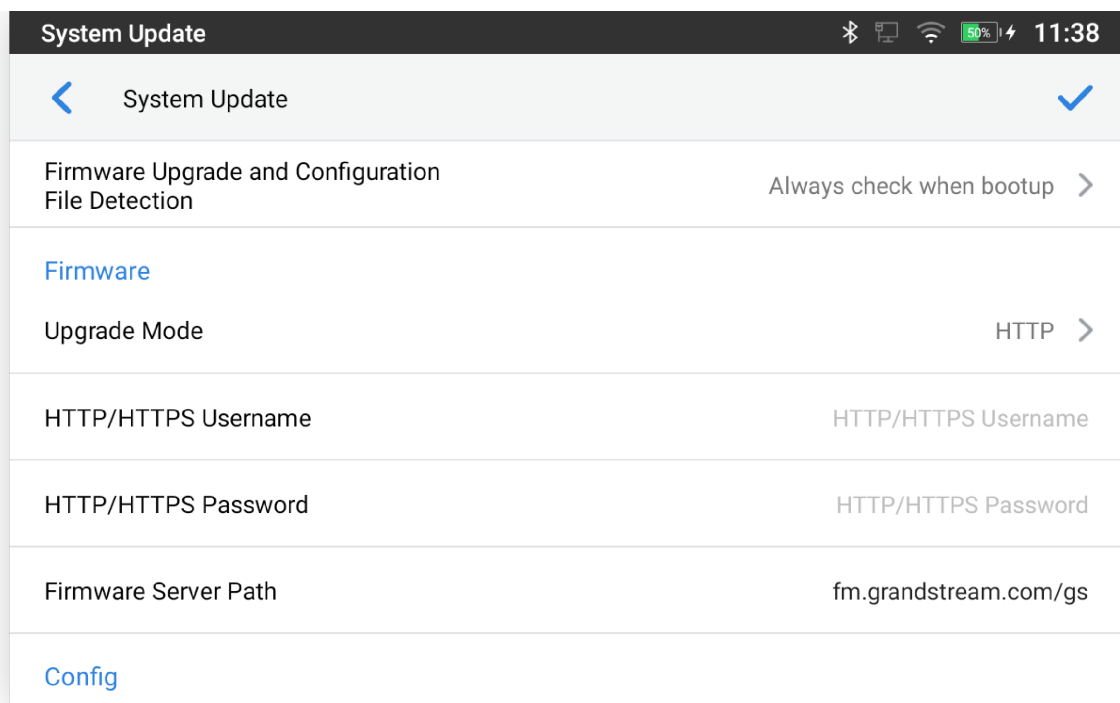 System Update 50% 11:38
System Update
Firmware Upgrade and Configuration
File Detection
Always check when bootup
Firmware
Upgrade Mode HTTP
HTTP/HTTPS Username HTTP/HTTPS Username
HTTP/HTTPS Password HTTP/HTTPS Password
Firmware Server Path fm.grandstream.com/gs
Config